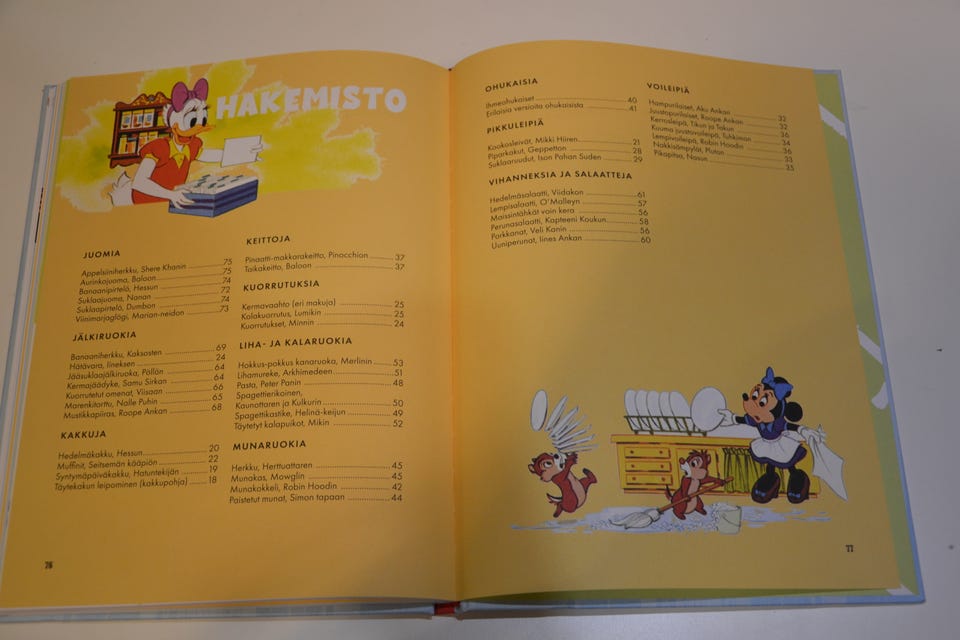 HAKEMISTO
JUOMIA
Appelsiiniherkku, Shere Khanin 75
Aurinkojuoma, Baloon 75
Banaanipirtelö, Hessun 74
Suklaajuoma, Nanan 72
Suklaapirtelö, Dumbon 74
Viinimarjaglögi, Marian-neidon 73
JÄLKIRUOKIA
Banaaniherkku, Kaksosten 69
Hätävara, Iineksen 24
Jääsuklaajälkiruoka, Pöllön 64
Kermajäädyke, Samu Sirkan 64
Kuorrutetut omenat, Viisaan 66
Marenkitorttu, Nalle Puhin 65
Mustikkapiiras, Roope Ankan 68
KAKKUJA
Hedelmäkakku, Hessun 20
Muffinit, Seitsemän kääpiön 22
Syntymäpäiväkakku, Hatuntekijän 19
Täytekakun leipominen (kakkupohja) 18
KEITTOJA
Pinaatti-makkarakeitto, Pinocchion 37
Taikakeitto, Baloon 37
KUORRUTUKSIA
Kermavaahto (eri makuja) 25
Kolakuorrutus, Lumikin 25
Kuorrutukset, Minnin 24
LIHA- JA KALARUOKIA
Hokkus-pokkus kanaruoka, Merlinin 53
Lihamureke, Arkhimedeen 51
Pasta, Peter Panin 48
Spagettierikoinen,
Kaunottaren ja Kulkurin 50
Spagettikastike, Helinä-keijun 49
Täytetyt kalapuikot, Mikin 52
MUNARUOKIA
Herkku, Herttuattaren 45
Munakas, Mowglin 45
Munakokkeli, Robin Hoodin 42
Paistetut munat, Simon tapaan 44
76
OHUKAISIA
Ihmeohukaiset 40
Erilaisia versioita ohukaisista 41
PIKKULEIPIÄ
Kookosleivät, Mikki Hiiren 21
Piparkakut, Geppetton 28
Suklaarsuudut, Ison Pahan Suden 29
VIHANNEKSIA JA SALAATTEJA
Hedelmäsalaatti, Viidakon 61
Lempisalaatti, O'Malleyn 57
Maissintähkät voin kera 56
Perunasalaatti, Kapteeni Koukun 58
Porkkanat, Veli Kanin 56
Uuniperunat, Iines Ankan 60
VOILEIPIÄ
Hampurilaiset, Aku Ankan 32
Juustopurilaiset, Roope Ankan 32
Kerrosleipä, Tikun ja Takun 36
Kuuma juustovoileipä, Tuhkimon 34
Lempivoileipä, Robin Hoodin 36
Nakkisämpylät, Pluton 33
Pikapitsa, Nasun 35
77